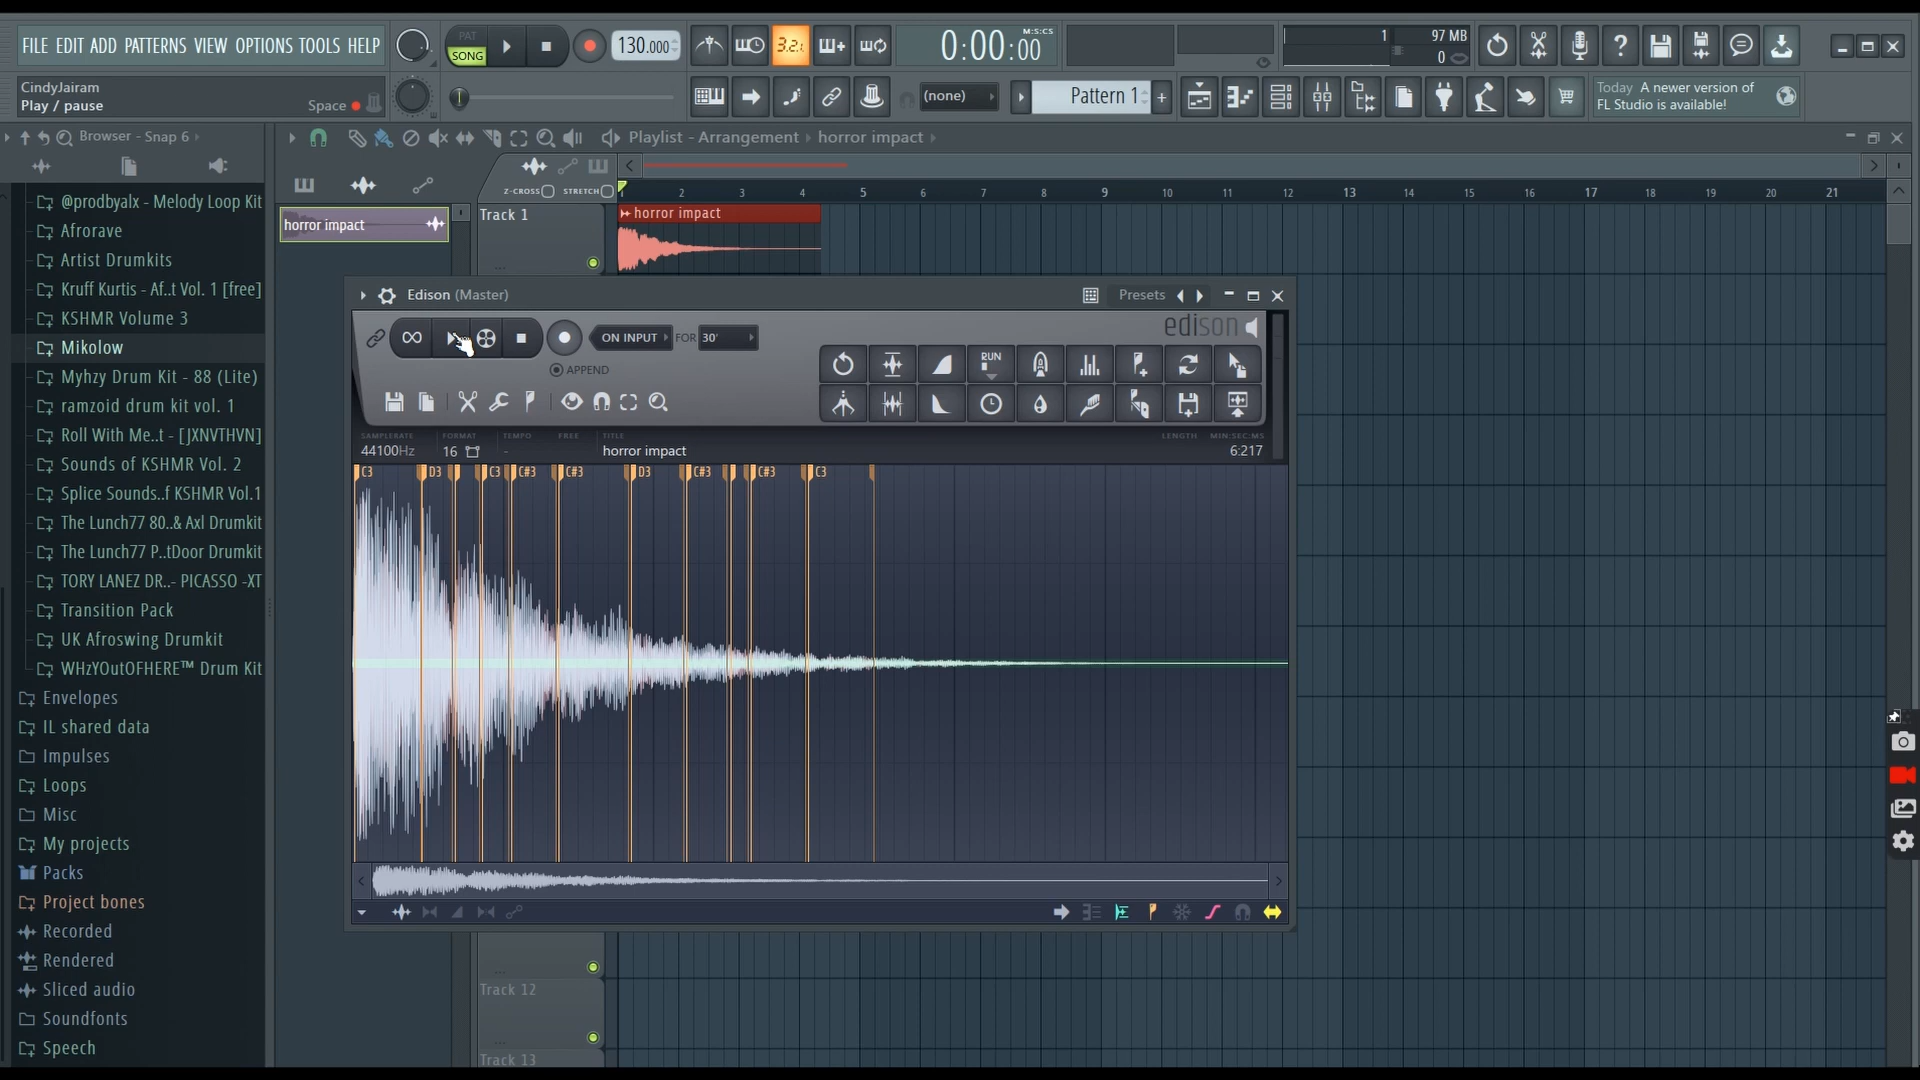 FILE EDIT ADD PATTERNS VIEW OPTIONS TOOLS HELP
PAT
SONG
130.000
3.2.
0:00:00
M:S:CS
1
97 MB
0
CindyJairam
Play / pause
Space
(none)
Pattern 1
Today A newer version of
FL Studio is available!
Browser - Snap 6
Playlist - Arrangement
horror impact
Z-CROSS
STRETCH
1 2 3 4 5 6 7 8 9 10 11 12 13 14 15 16 17 18 19 20 21
horror impact
Track 1
horror impact
@prodbyalx - Melody Loop Kit
Afrorave
Artist Drumkits
Kruff Kurtis - Af..t Vol. 1 [free]
KSHMR Volume 3
Mikolow
Myhzy Drum Kit - 88 (Lite)
ramzoid drum kit vol. 1
Roll With Me..t - [JXNVTHVN]
Sounds of KSHMR Vol. 2
Splice Sounds..f KSHMR Vol.1
The Lunch77 80..& Axl Drumkit
The Lunch77 P..tDoor Drumkit
TORY LANEZ DR..- PICASSO -XT
Transition Pack
UK Afroswing Drumkit
WHzYOutOFHERE™ Drum Kit
Envelopes
IL shared data
Impulses
Loops
Misc
My projects
Packs
Project bones
Recorded
Rendered
Sliced audio
Soundfonts
Speech
Edison (Master)
Presets
ON INPUT
FOR
30'
edison
APPEND
RUN
SAMPLERATE
FORMAT
TEMPO
FREE
TITLE
LENGTH
MIN:SEC:MS
44100Hz
16
-
horror impact
6:217
C3 D3 C3 C#3 C#3 D3 C#3 C#3 C3
Track 12
Track 13